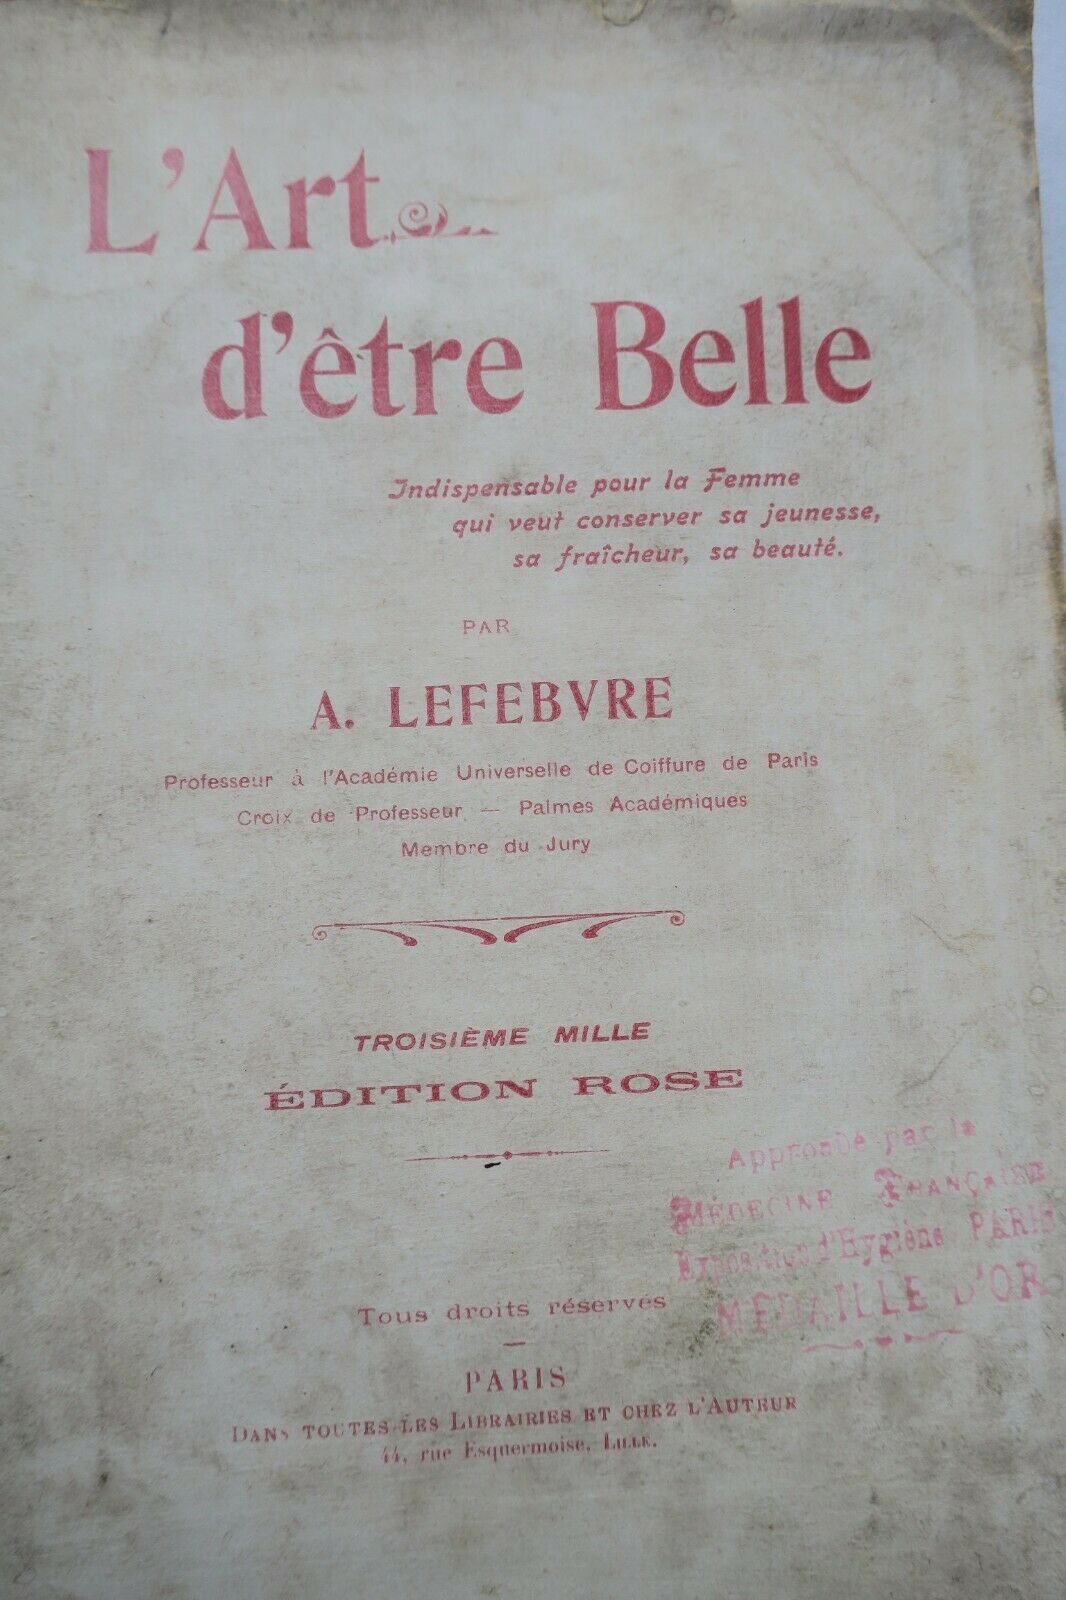 L'Art
d'être Belle
Indispensable pour la Femme
qui veut conserver sa jeunesse,
sa fraîcheur, sa beauté.
PAR
A. LEFEBVRE
Professeur à l'Académie Universelle de Coiffure de Paris
Croix de Professeur — Palmes Académiques
Membre du Jury
TROISIÈME MILLE
ÉDITION ROSE
Approuvé par la
MÉDECINE FRANÇAISE
Exposition d'Hygiène PARIS
MÉDAILLE D'OR
Tous droits réservés
PARIS
DANS TOUTES LES LIBRAIRIES ET CHEZ L'AUTEUR
44, rue Esquermoise, LILLE.